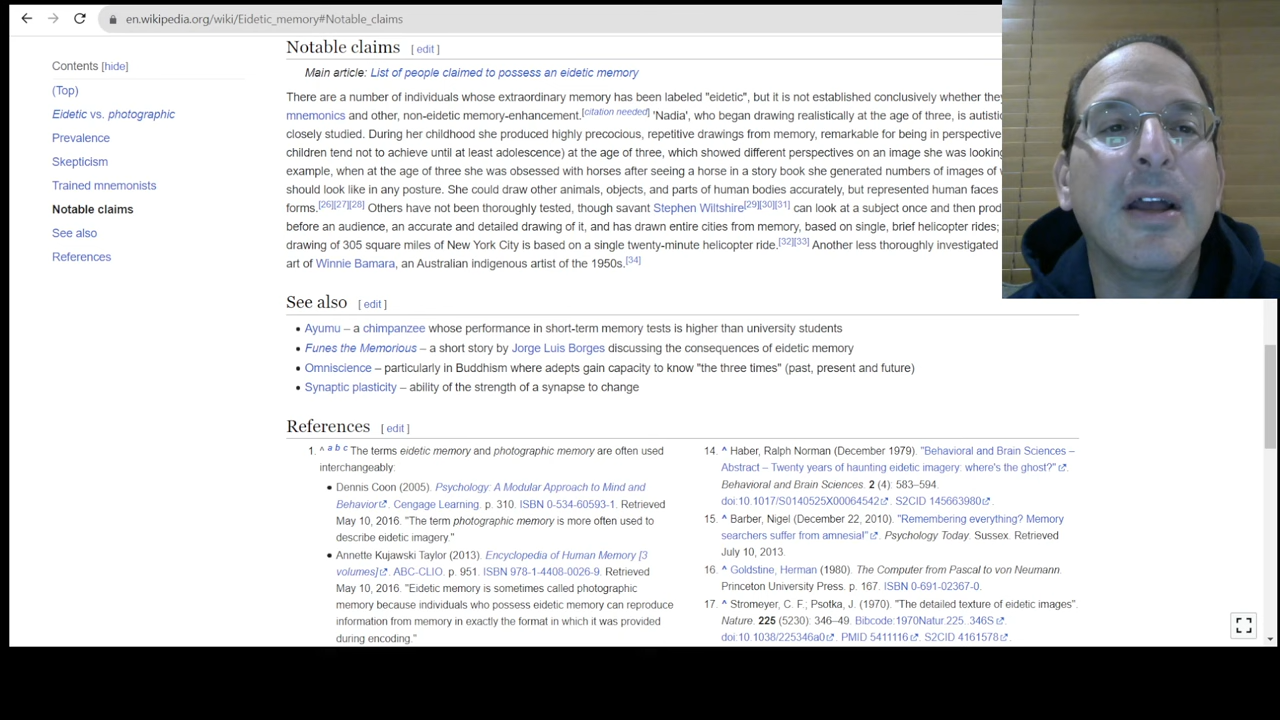 en.wikipedia.org/wiki/Eidetic_memory#Notable_claims
Contents [hide]
(Top)
Eidetic vs. photographic
Prevalence
Skepticism
Trained mnemonists
Notable claims
See also
References
Notable claims [ edit ]
Main article: List of people claimed to possess an eidetic memory
There are a number of individuals whose extraordinary memory has been labeled "eidetic", but it is not established conclusively whether they
mnemonics and other, non-eidetic memory-enhancement.[citation needed] 'Nadia', who began drawing realistically at the age of three, is autistic
closely studied. During her childhood she produced highly precocious, repetitive drawings from memory, remarkable for being in perspective
children tend not to achieve until at least adolescence) at the age of three, which showed different perspectives on an image she was looking
example, when at the age of three she was obsessed with horses after seeing a horse in a story book she generated numbers of images of
should look like in any posture. She could draw other animals, objects, and parts of human bodies accurately, but represented human faces
forms.[26][27][28] Others have not been thoroughly tested, though savant Stephen Wiltshire[29][30][31] can look at a subject once and then
before an audience, an accurate and detailed drawing of it, and has drawn entire cities from memory, based on single, brief helicopter rides;
drawing of 305 square miles of New York City is based on a single twenty-minute helicopter ride.[32][33] Another less thoroughly investigated
art of Winnie Bamara, an Australian indigenous artist of the 1950s.[34]
See also [ edit ]
• Ayumu – a chimpanzee whose performance in short-term memory tests is higher than university students
• Funes the Memorious – a short story by Jorge Luis Borges discussing the consequences of eidetic memory
• Omniscience – particularly in Buddhism where adepts gain capacity to know "the three times" (past, present and future)
• Synaptic plasticity – ability of the strength of a synapse to change
References [ edit ]
1. ^ a b c The terms eidetic memory and photographic memory are often used
interchangeably:
• Dennis Coon (2005). Psychology: A Modular Approach to Mind and
Behavior. Cengage Learning. p. 310. ISBN 0-534-60593-1. Retrieved
May 10, 2016. "The term photographic memory is more often used to
describe eidetic imagery."
• Annette Kujawski Taylor (2013). Encyclopedia of Human Memory [3
volumes]. ABC-CLIO. p. 951. ISBN 978-1-4408-0026-9. Retrieved
May 10, 2016. "Eidetic memory is sometimes called photographic
memory because individuals who possess eidetic memory can reproduce
information from memory in exactly the format in which it was provided
during encoding."
14. ^ Haber, Ralph Norman (December 1979). "Behavioral and Brain Sciences –
Abstract – Twenty years of haunting eidetic imagery: where's the ghost?".
Behavioral and Brain Sciences. 2 (4): 583–594.
doi:10.1017/S0140525X00064542. S2CID 145663980.
15. ^ Barber, Nigel (December 22, 2010). "Remembering everything? Memory
searchers suffer from amnesia!". Psychology Today. Sussex. Retrieved
July 10, 2013.
16. ^ Goldstine, Herman (1980). The Computer from Pascal to von Neumann.
Princeton University Press. p. 167. ISBN 0-691-02367-0.
17. ^ Stromeyer, C. F.; Psotka, J. (1970). "The detailed texture of eidetic images".
Nature. 225 (5230): 346–49. Bibcode:1970Natur.225..346S.
doi:10.1038/225346a0. PMID 5411116. S2CID 4161578.